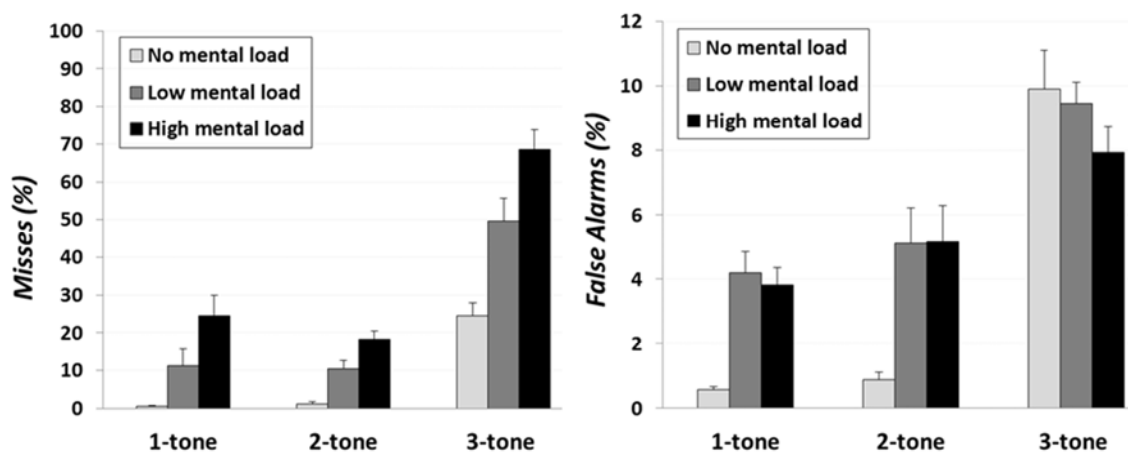 Misses (%)
100
90
80
70
60
50
40
30
20
10
0
No mental load
Low mental load
High mental load
1-tone
2-tone
3-tone
False Alarms (%)
12
10
8
6
4
2
0
No mental load
Low mental load
High mental load
1-tone
2-tone
3-tone